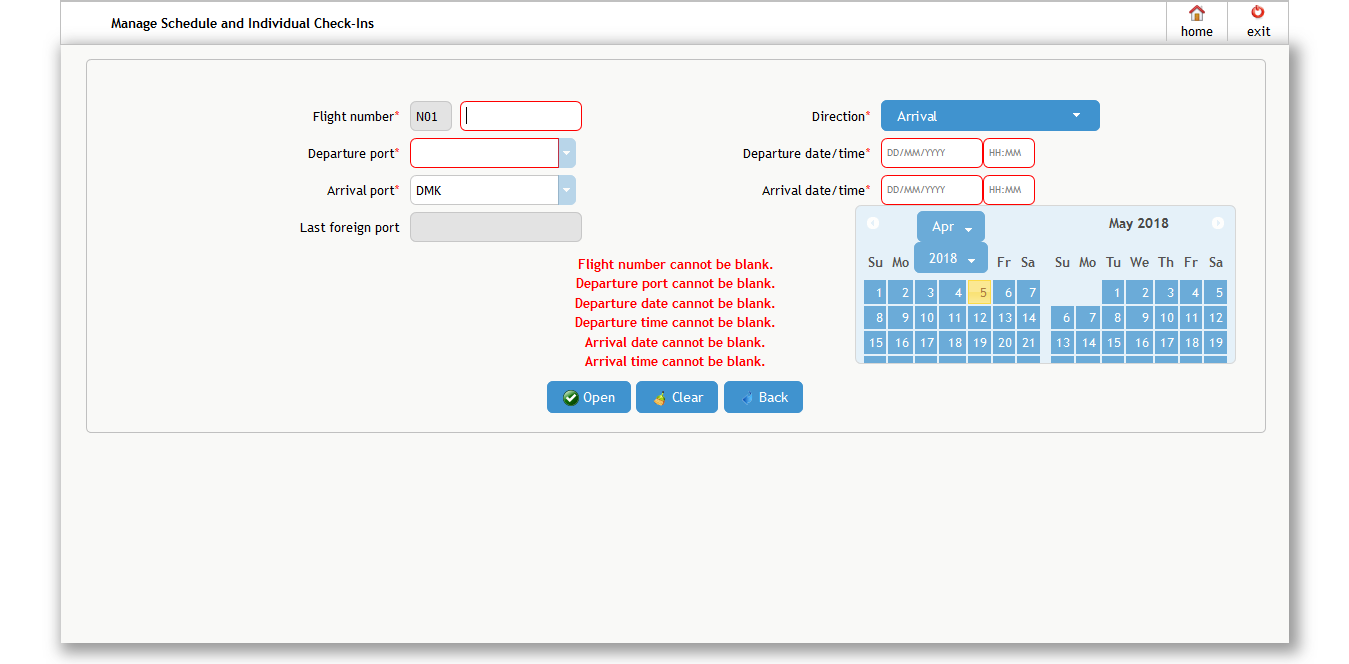 Manage Schedule and Individual Check-Ins
home
exit
Flight number* N01
Direction* Arrival
Departure port*
Departure date/time* DD/MM/YYYY HH:MM
Arrival port* DMK
Arrival date/time* DD/MM/YYYY HH:MM
Last foreign port
Apr
2018
May 2018
Su Mo Fr Sa
Su Mo Tu We Th Fr Sa
1 2 3 4 5 6 7
1 2 3 4 5
8 9 10 11 12 13 14
6 7 8 9 10 11 12
15 16 17 18 19 20 21
13 14 15 16 17 18 19
Flight number cannot be blank.
Departure port cannot be blank.
Departure date cannot be blank.
Departure time cannot be blank.
Arrival date cannot be blank.
Arrival time cannot be blank.
Open
Clear
Back